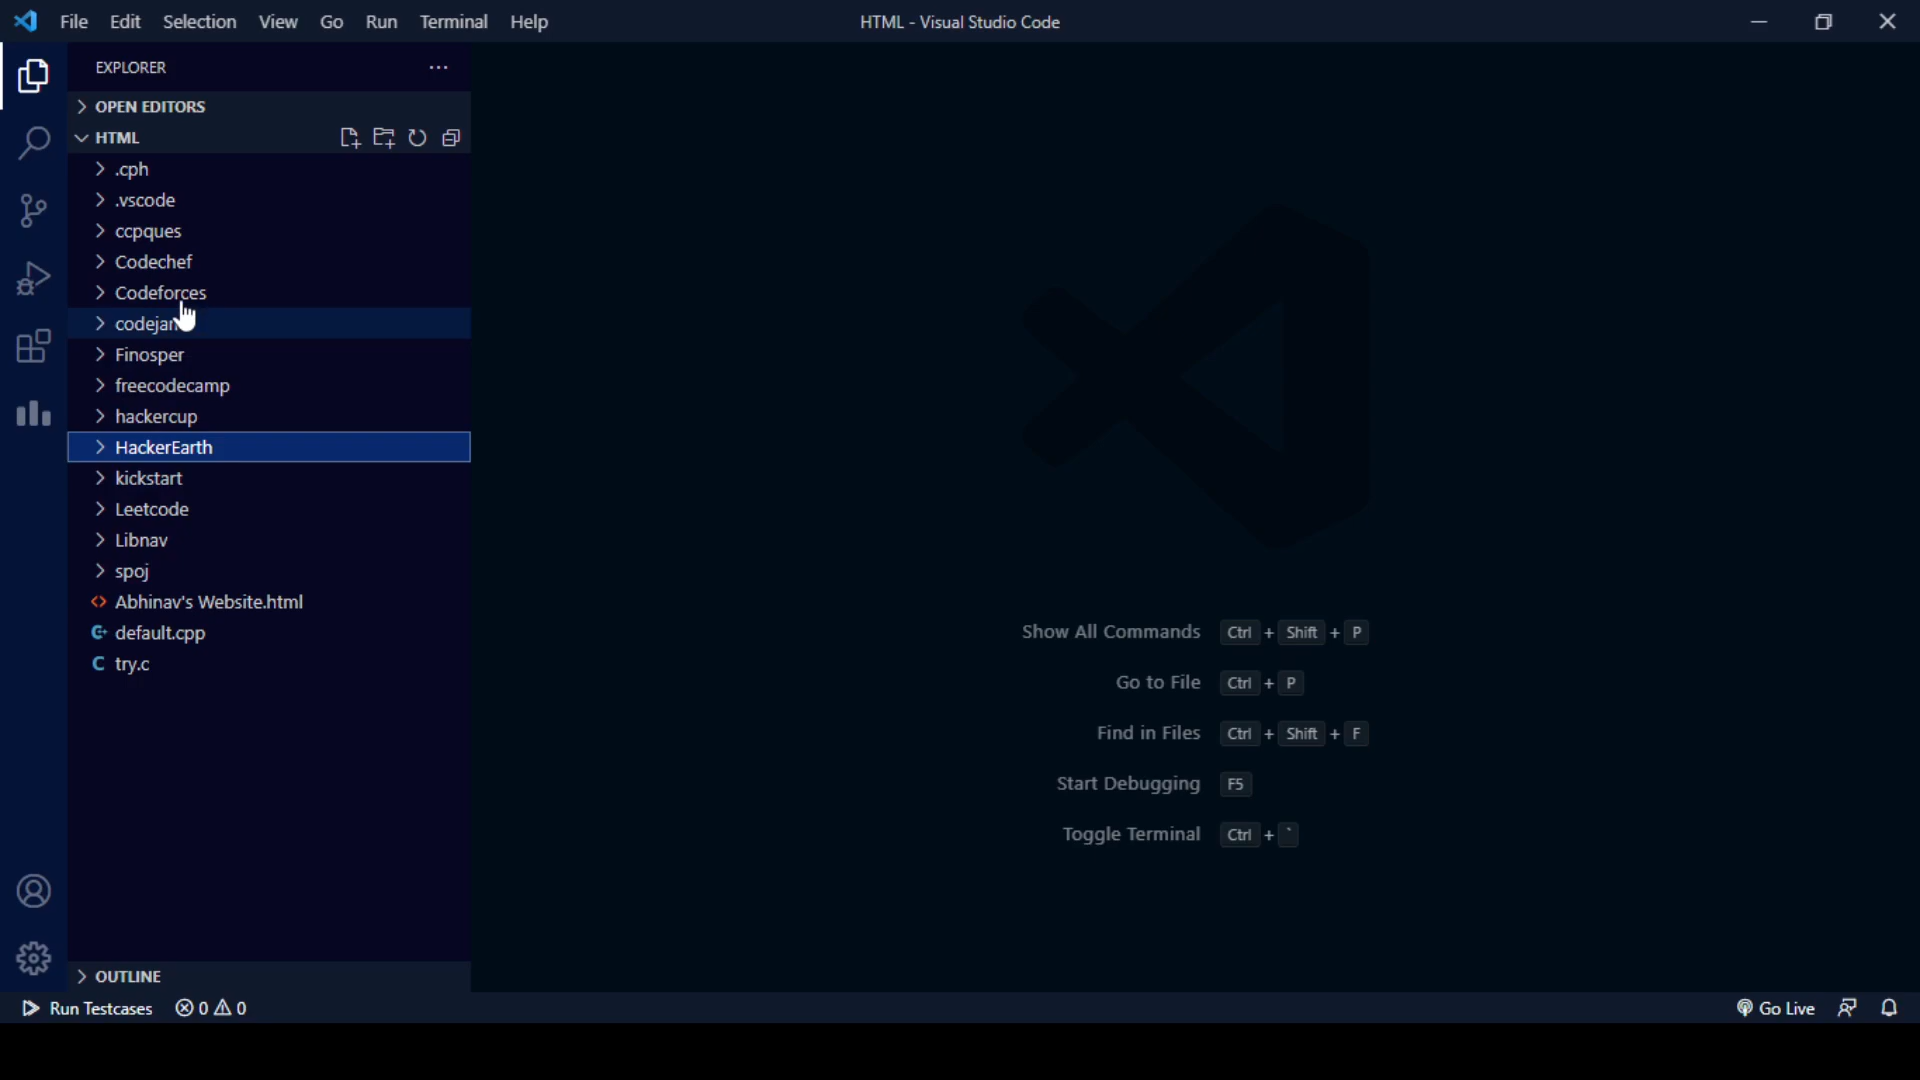 File Edit Selection View Go Run Terminal Help
HTML - Visual Studio Code
EXPLORER
OPEN EDITORS
HTML
.cph
.vscode
ccpques
Codechef
Codeforces
Finosper
freecodecamp
hackercup
HackerEarth
kickstart
Leetcode
Libnav
spoj
Abhinav's Website.html
default.cpp
C try.c
Show All Commands Ctrl + Shift + P
Go to File Ctrl + P
Find in Files Ctrl + Shift + F
Start Debugging F5
Toggle Terminal Ctrl + `
OUTLINE
Run Testcases 0 0
Go Live